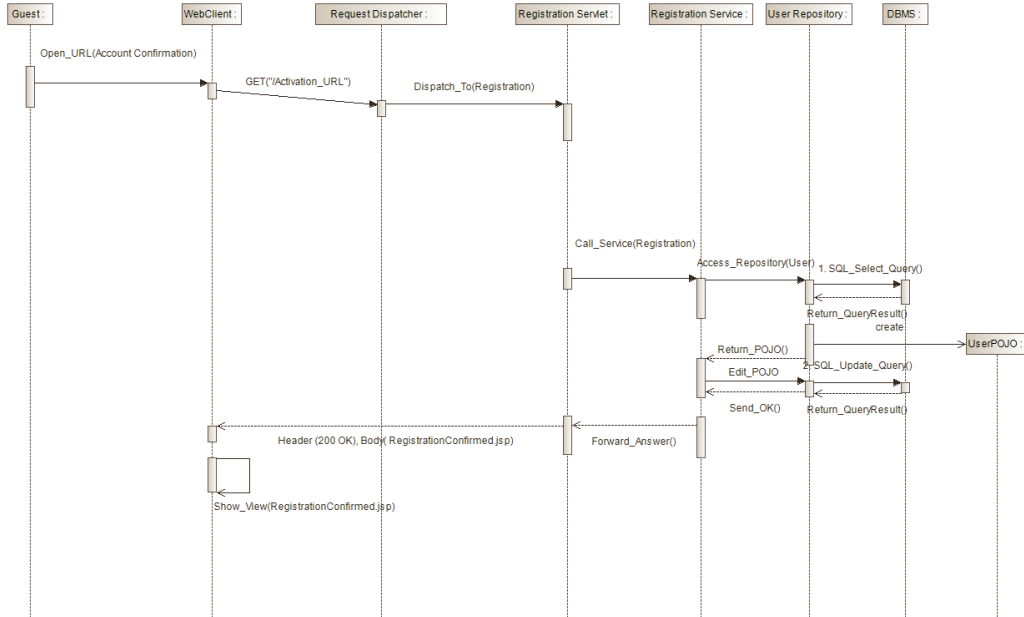 Guest :
WebClient :
Request Dispatcher :
Registration Servlet :
Registration Service :
User Repository :
DBMS :
Open_URL(Account Confirmation)
GET("/Activation_URL")
Dispatch_To(Registration)
Call_Service(Registration)
Access_Repository(User)
1. SQL_Select_Query()
Return_QueryResult()
create
UserPOJO :
Return_POJO()
2. SQL_Update_Query()
Edit_POJO
Send_OK()
Return_QueryResult()
Header (200 OK), Body( RegistrationConfirmed.jsp)
Forward_Answer()
Show_View(RegistrationConfirmed.jsp)